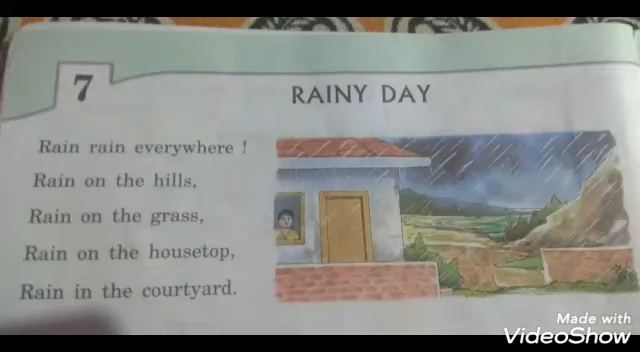 7
RAINY DAY
Rain rain everywhere !
Rain on the hills,
Rain on the grass,
Rain on the housetop,
Rain in the courtyard.
Made with
VideoShow